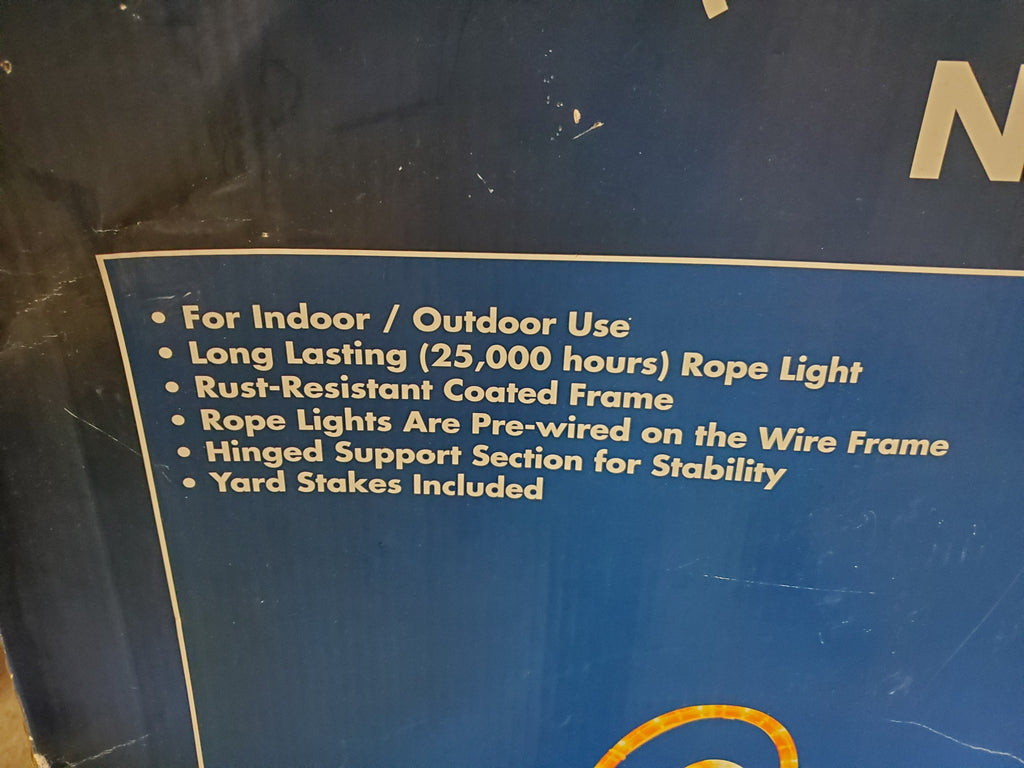 N
• For Indoor / Outdoor Use
• Long Lasting (25,000 hours) Rope Light
• Rust-Resistant Coated Frame
• Rope Lights Are Pre-wired on the Wire Frame
• Hinged Support Section for Stability
• Yard Stakes Included